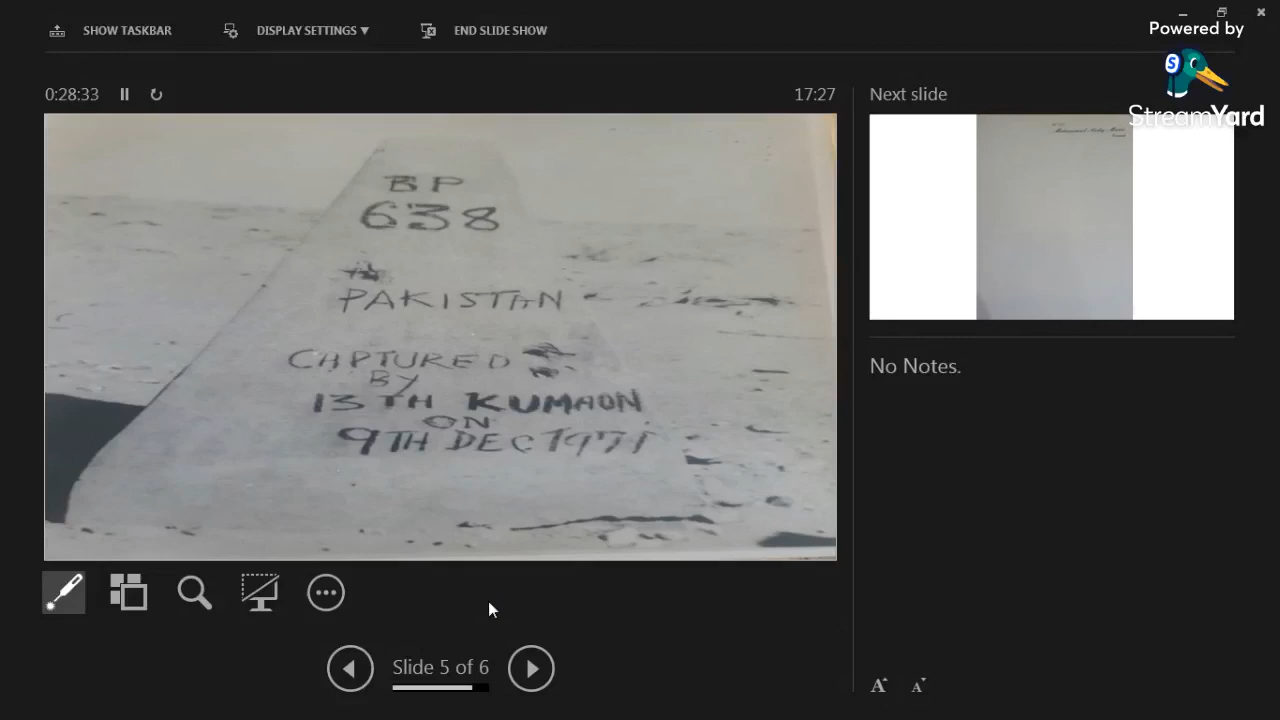 SHOW TASKBAR
DISPLAY SETTINGS ▼
END SLIDE SHOW
Powered by
StreamYard
0:28:33
17:27
Next slide
BP
638
PAKISTAN
CAPTURED
BY
13TH KUMAON
ON
9TH DEC 1971
No Notes.
Slide 5 of 6
A A